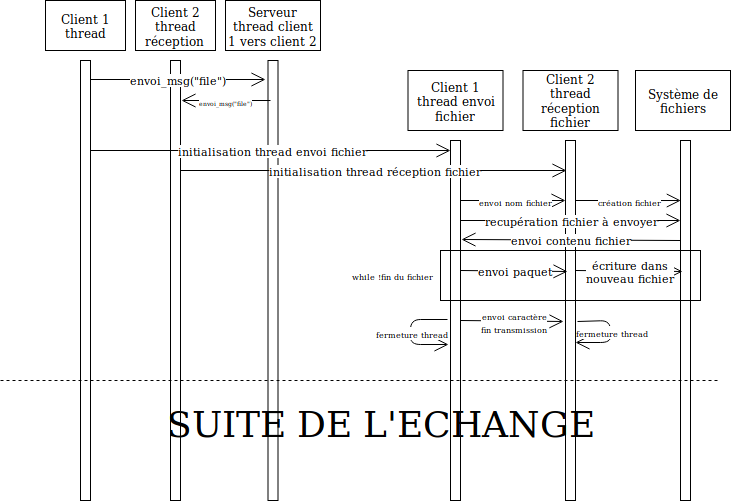 Client 1
thread
Client 2
thread
réception
Serveur
thread client
1 vers client 2
Client 1
thread envoi
fichier
Client 2
thread
réception
fichier
Système de
fichiers
envoi_msg("file")
envoi_msg("file")
initialisation thread envoi fichier
initialisation thread réception fichier
envoi nom fichier
création fichier
recupération fichier à envoyer
envoi contenu fichier
while !fin du fichier
envoi paquet
écriture dans
nouveau fichier
envoi caractère
fin transmission
fermeture thread
fermeture thread
SUITE DE L'ECHANGE